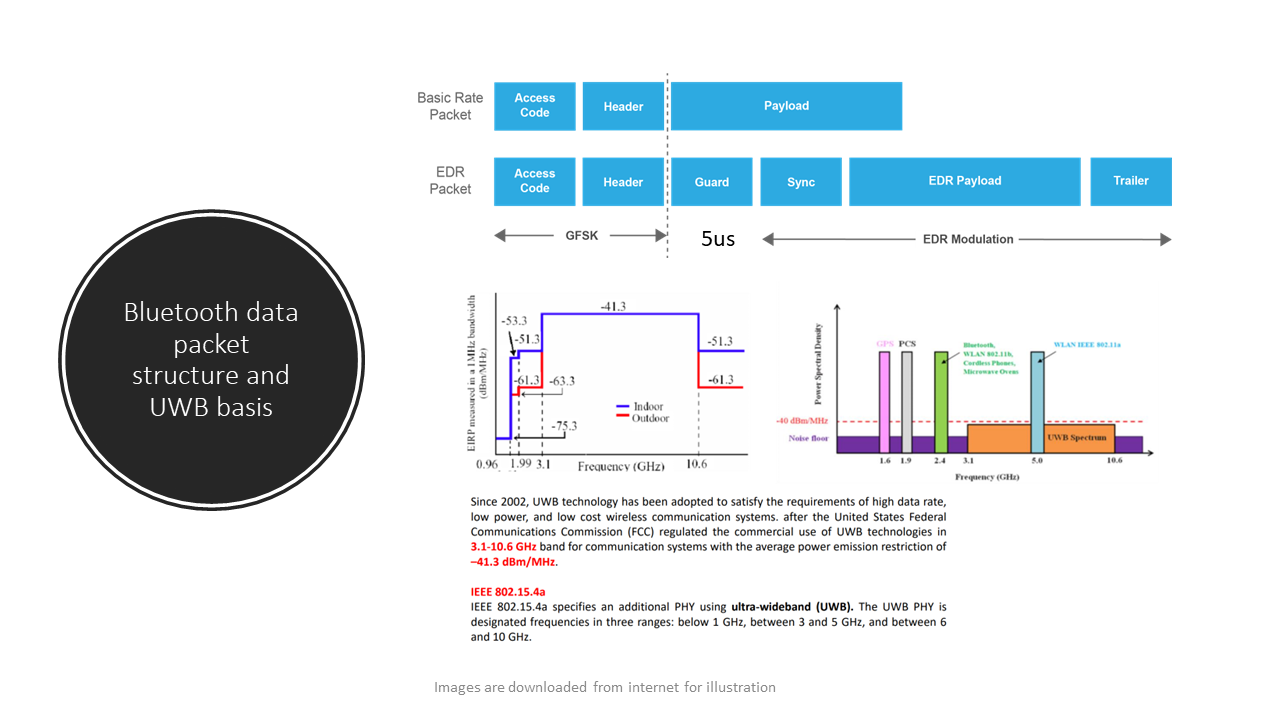 Bluetooth data
packet
structure and
UWB basis
Basic Rate
Packet
Access
Code
Header
Payload
EDR
Packet
Access
Code
Header
Guard
Sync
EDR Payload
Trailer
GFSK
5us
EDR Modulation
EIRP measured in a 1MHz bandwidth
(dBm/MHz)
-41.3
-53.3
-51.3
-51.3
-61.3
-63.3
-61.3
Indoor
Outdoor
-75.3
0.96
1.99
3.1
Frequency (GHz)
10.6
Power Spectral Density
GPS
PCS
Bluetooth,
WLAN 802.11b,
Cordless Phones,
Microwave Ovens
WLAN IEEE 802.11a
-40 dBm/MHz
Noise floor
UWB Spectrum
1.6
1.9
2.4
3.1
5.0
10.6
Frequency (GHz)
Since 2002, UWB technology has been adopted to satisfy the requirements of high data rate,
low power, and low cost wireless communication systems. after the United States Federal
Communications Commission (FCC) regulated the commercial use of UWB technologies in
3.1-10.6 GHz band for communication systems with the average power emission restriction of
–41.3 dBm/MHz.
IEEE 802.15.4a
IEEE 802.15.4a specifies an additional PHY using ultra-wideband (UWB). The UWB PHY is
designated frequencies in three ranges: below 1 GHz, between 3 and 5 GHz, and between 6
and 10 GHz.
Images are downloaded from internet for illustration